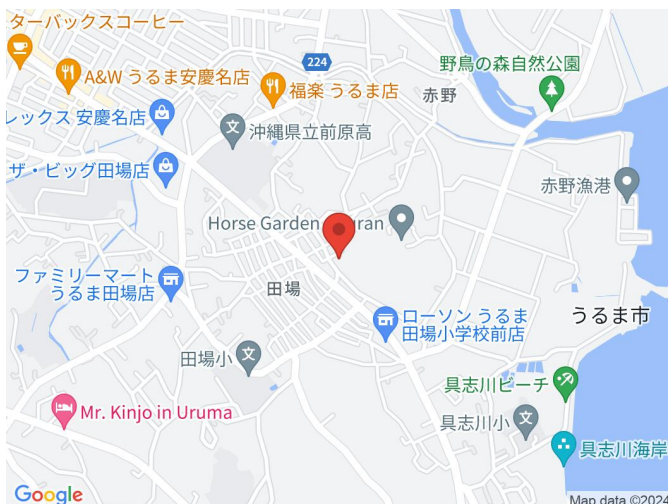 ターバックスコーヒー
224
野鳥の森自然公園
A&W うるま安慶名店
福楽 うるま店
赤野
レックス 安慶名店
沖縄県立前原高
ザ・ビッグ田場店
赤野漁港
Horse Garden
ran
ファミリーマート
うるま田場店
田場
ローソン うるま
田場小学校前店
うるま市
田場小
具志川ビーチ
Mr. Kinjo in Uruma
具志川小
具志川海岸
Google
Map data ©2024